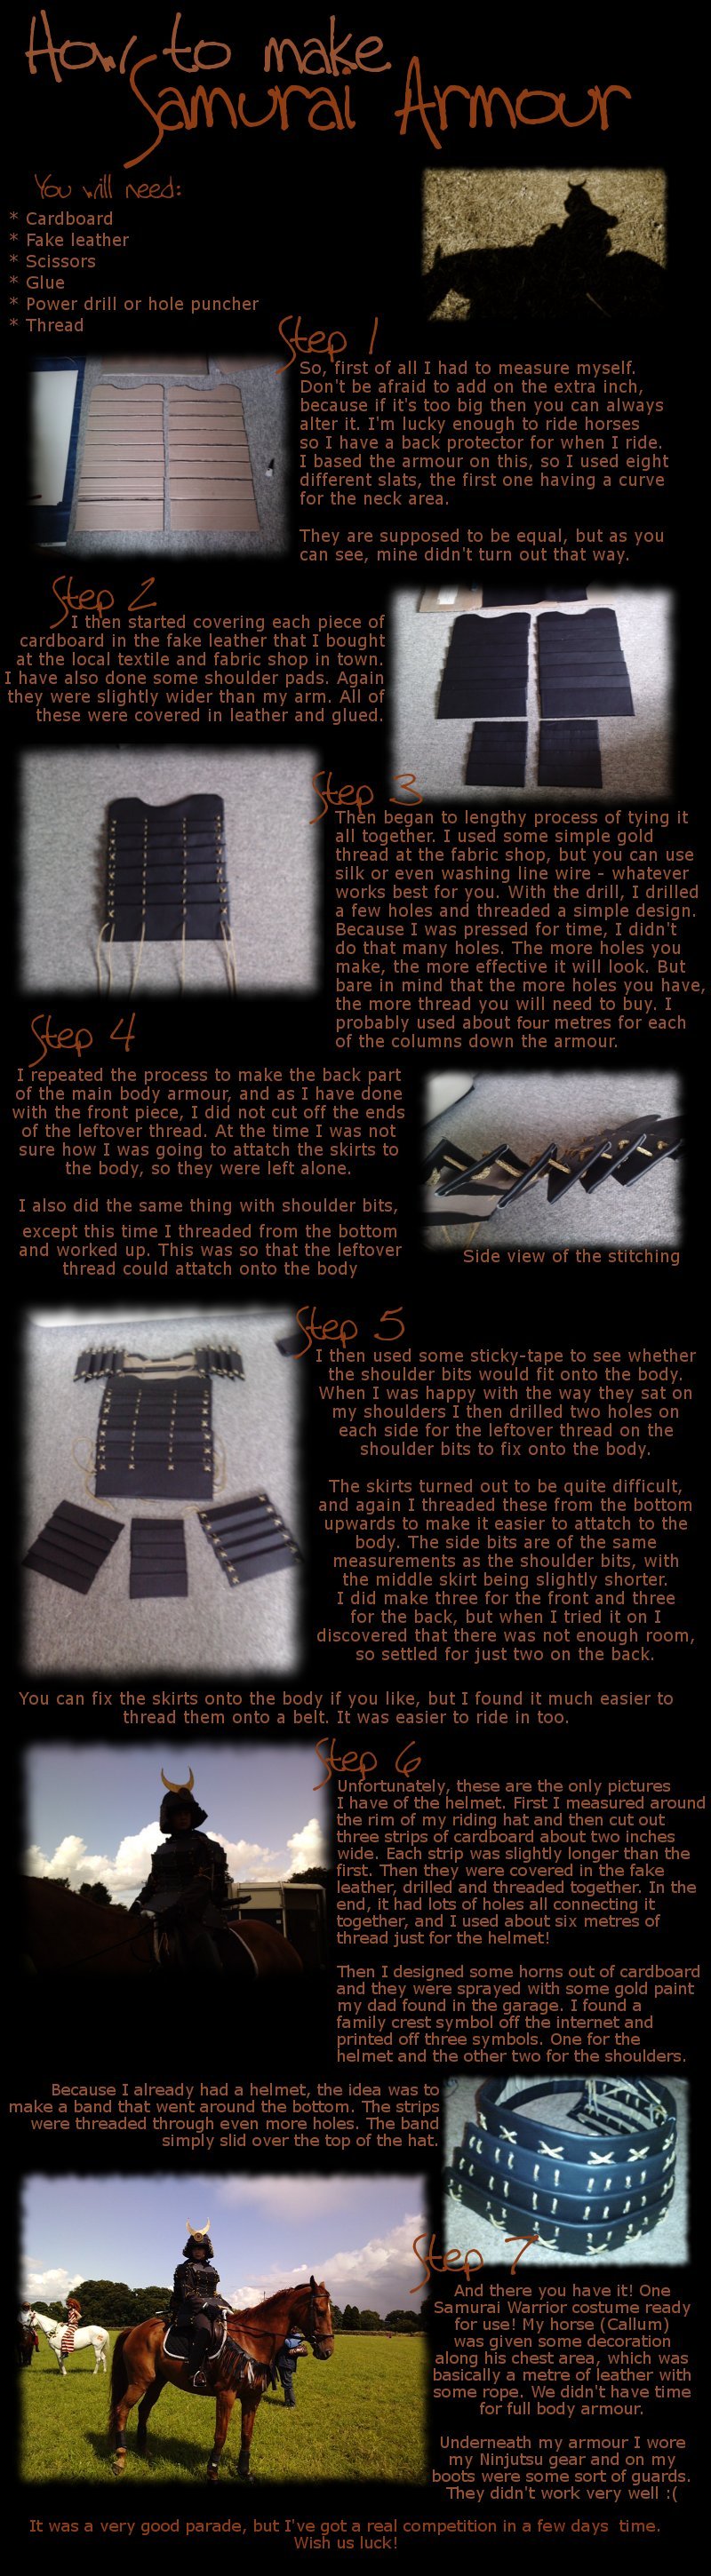 How to make
Samurai Armour
You will need:
* Cardboard
* Fake leather
* Scissors
* Glue
* Power drill or hole puncher
* Thread
Step 1
So, first of all I had to measure myself.
Don't be afraid to add on the extra inch,
because if it's too big then you can always
alter it. I'm lucky enough to ride horses
so I have a back protector for when I ride.
I based the armour on this, so I used eight
different slats, the first one having a curve
for the neck area.
They are supposed to be equal, but as you
can see, mine didn't turn out that way.
Step 2
I then started covering each piece of
cardboard in the fake leather that I bought
at the local textile and fabric shop in town.
I have also done some shoulder pads. Again
they were slightly wider than my arm. All of
these were covered in leather and glued.
Step 3
Then began to lengthy process of tying it
all together. I used some simple gold
thread at the fabric shop, but you can use
silk or even washing line wire - whatever
works best for you. With the drill, I drilled
a few holes and threaded a simple design.
Because I was pressed for time, I didn't
do that many holes. The more holes you
make, the more effective it will look. But
bare in mind that the more holes you have,
the more thread you will need to buy. I
probably used about four metres for each
of the columns down the armour.
Step 4
I repeated the process to make the back part
of the main body armour, and as I have done
with the front piece, I did not cut off the ends
of the leftover thread. At the time I was not
sure how I was going to attatch the skirts to
the body, so they were left alone.
I also did the same thing with shoulder bits,
except this time I threaded from the bottom
and worked up. This was so that the leftover
thread could attatch onto the body
Side view of the stitching
Step 5
I then used some sticky-tape to see whether
the shoulder bits would fit onto the body.
When I was happy with the way they sat on
my shoulders I then drilled two holes on
each side for the leftover thread on the
shoulder bits to fix onto the body.
The skirts turned out to be quite difficult,
and again I threaded these from the bottom
upwards to make it easier to attatch to the
body. The side bits are of the same
measurements as the shoulder bits, with
the middle skirt being slightly shorter.
I did make three for the front and three
for the back, but when I tried it on I
discovered that there was not enough room,
so settled for just two on the back.
You can fix the skirts onto the body if you like, but I found it much easier to
thread them onto a belt. It was easier to ride in too.
Step 6
Unfortunately, these are the only pictures
I have of the helmet. First I measured around
the rim of my riding hat and then cut out
three strips of cardboard about two inches
wide. Each strip was slightly longer than the
first. Then they were covered in the fake
leather, drilled and threaded together. In the
end, it had lots of holes all connecting it
together, and I used about six metres of
thread just for the helmet!
Then I designed some horns out of cardboard
and they were sprayed with some gold paint
my dad found in the garage. I found a
family crest symbol off the internet and
printed off three symbols. One for the
helmet and the other two for the shoulders.
Because I already had a helmet, the idea was to
make a band that went around the bottom. The strips
were threaded through even more holes. The band
simply slid over the top of the hat.
Step 7
And there you have it! One
Samurai Warrior costume ready
for use! My horse (Callum)
was given some decoration
along his chest area, which was
basically a metre of leather with
some rope. We didn't have time
for full body armour.
Underneath my armour I wore
my Ninjutsu gear and on my
boots were some sort of guards.
They didn't work very well :(
It was a very good parade, but I've got a real competition in a few days time.
Wish us luck!